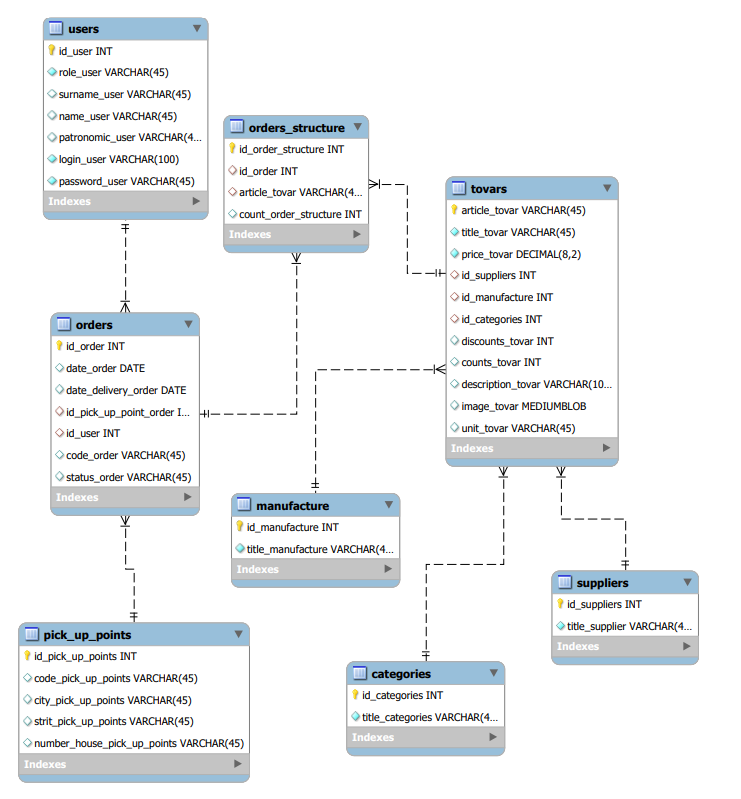 users
id_user INT
role_user VARCHAR(45)
surname_user VARCHAR(45)
name_user VARCHAR(45)
patronomic_user VARCHAR(4...
login_user VARCHAR(100)
password_user VARCHAR(45)
Indexes
orders_structure
id_order_structure INT
id_order INT
article_tovar VARCHAR(4...
count_order_structure INT
Indexes
tovars
article_tovar VARCHAR(45)
title_tovar VARCHAR(45)
price_tovar DECIMAL(8,2)
id_suppliers INT
id_manufacture INT
id_categories INT
discounts_tovar INT
counts_tovar INT
description_tovar VARCHAR(10...
image_tovar MEDIUMBLOB
unit_tovar VARCHAR(45)
Indexes
orders
id_order INT
date_order DATE
date_delivery_order DATE
id_pick_up_point_order I...
id_user INT
code_order VARCHAR(45)
status_order VARCHAR(45)
Indexes
manufacture
id_manufacture INT
title_manufacture VARCHAR(4...
Indexes
suppliers
id_suppliers INT
title_supplier VARCHAR(4...
Indexes
pick_up_points
id_pick_up_points INT
code_pick_up_points VARCHAR(45)
city_pick_up_points VARCHAR(45)
strit_pick_up_points VARCHAR(45)
number_house_pick_up_points VARCHAR(45)
Indexes
categories
id_categories INT
title_categories VARCHAR(4...
Indexes